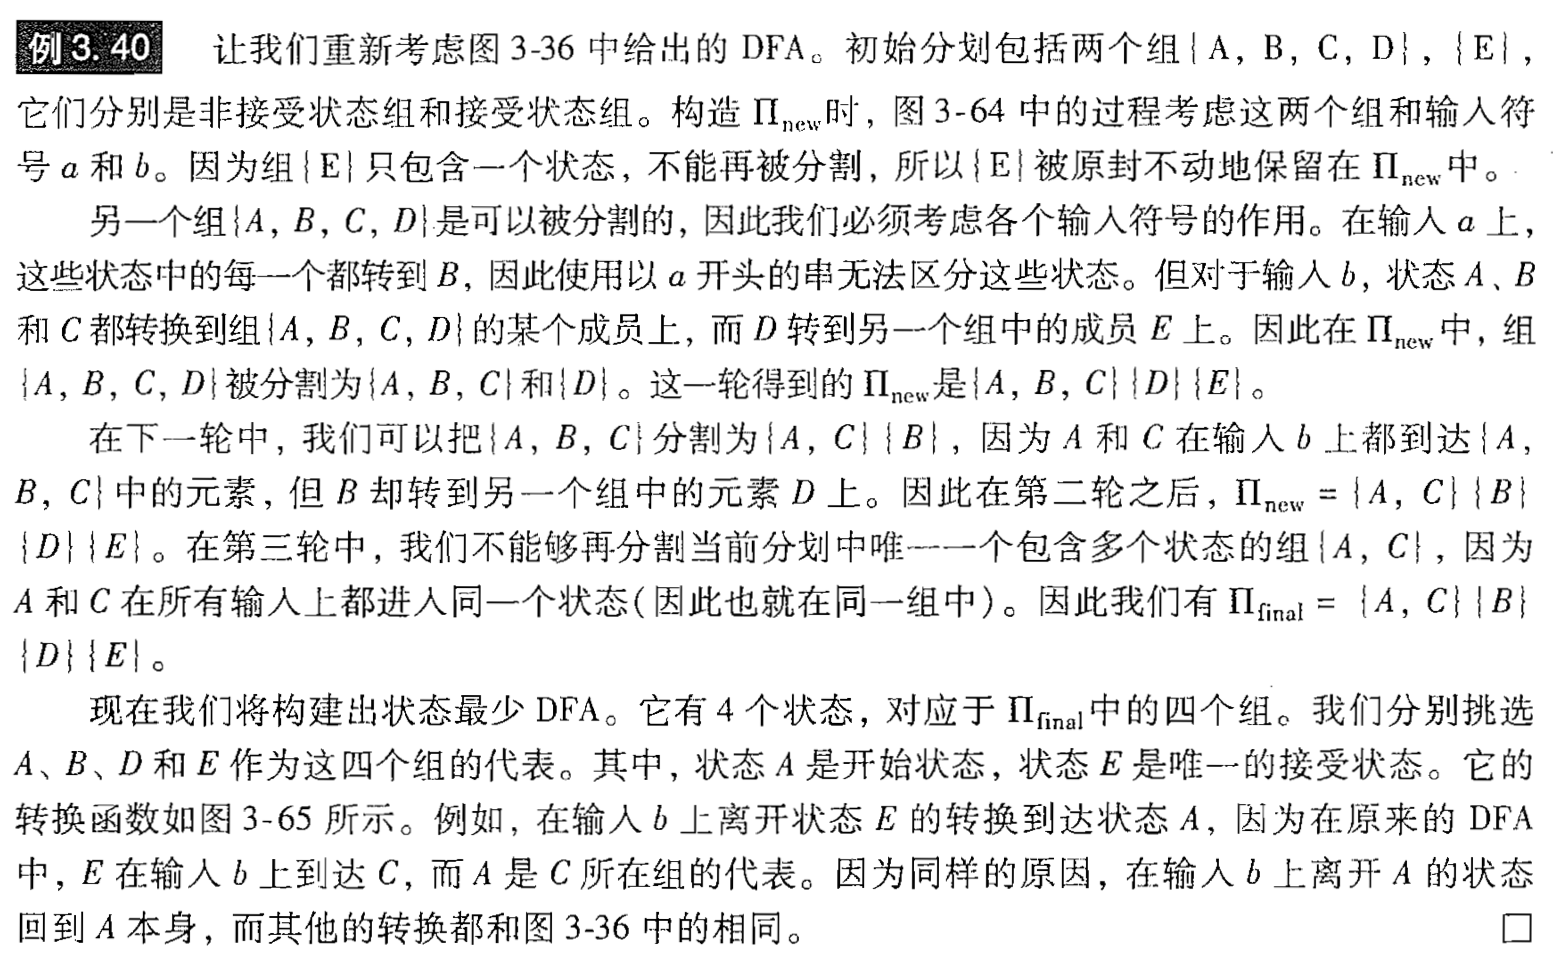 例 3.40 让我们重新考虑图 3-36 中给出的 DFA。初始分划包括两个组{A, B, C, D}, {E},
它们分别是非接受状态组和接受状态组。构造 Πnew时, 图 3-64 中的过程考虑这两个组和输入符
号 a 和 b。因为组{E}只包含一个状态, 不能再被分割, 所以{E}被原封不动地保留在 Πnew中。
另一个组{A, B, C, D}是可以被分割的, 因此我们必须考虑各个输入符号的作用。在输入 a 上,
这些状态中的每一个都转到 B, 因此使用以 a 开头的串无法区分这些状态。但对于输入 b, 状态 A、B
和 C 都转换到组{A, B, C, D}的某个成员上, 而 D 转到另一个组中的成员 E 上。因此在 Πnew中, 组
{A, B, C, D}被分割为{A, B, C}和{D}。这一轮得到的 Πnew是{A, B, C}{D}{E}。
在下一轮中, 我们可以把{A, B, C}分割为{A, C}{B}, 因为 A 和 C 在输入 b 上都到达{A,
B, C}中的元素, 但 B 却转到另一个组中的元素 D 上。因此在第二轮之后, Πnew = {A, C}{B}
{D}{E}。在第三轮中, 我们不能够再分割当前分划中唯一一个包含多个状态的组{A, C}, 因为
A 和 C 在所有输入上都进入同一个状态(因此也就在同一组中)。因此我们有 Πfinal = {A, C}{B}
{D}{E}。
现在我们将构建出状态最少 DFA。它有 4 个状态, 对应于 Πfinal中的四个组。我们分别挑选
A、B、D 和 E 作为这四个组的代表。其中, 状态 A 是开始状态, 状态 E 是唯一的接受状态。它的
转换函数如图 3-65 所示。例如, 在输入 b 上离开状态 E 的转换到达状态 A, 因为在原来的 DFA
中, E 在输入 b 上到达 C, 而 A 是 C 所在组的代表。因为同样的原因, 在输入 b 上离开 A 的状态
回到 A 本身, 而其他的转换都和图 3-36 中的相同。 □